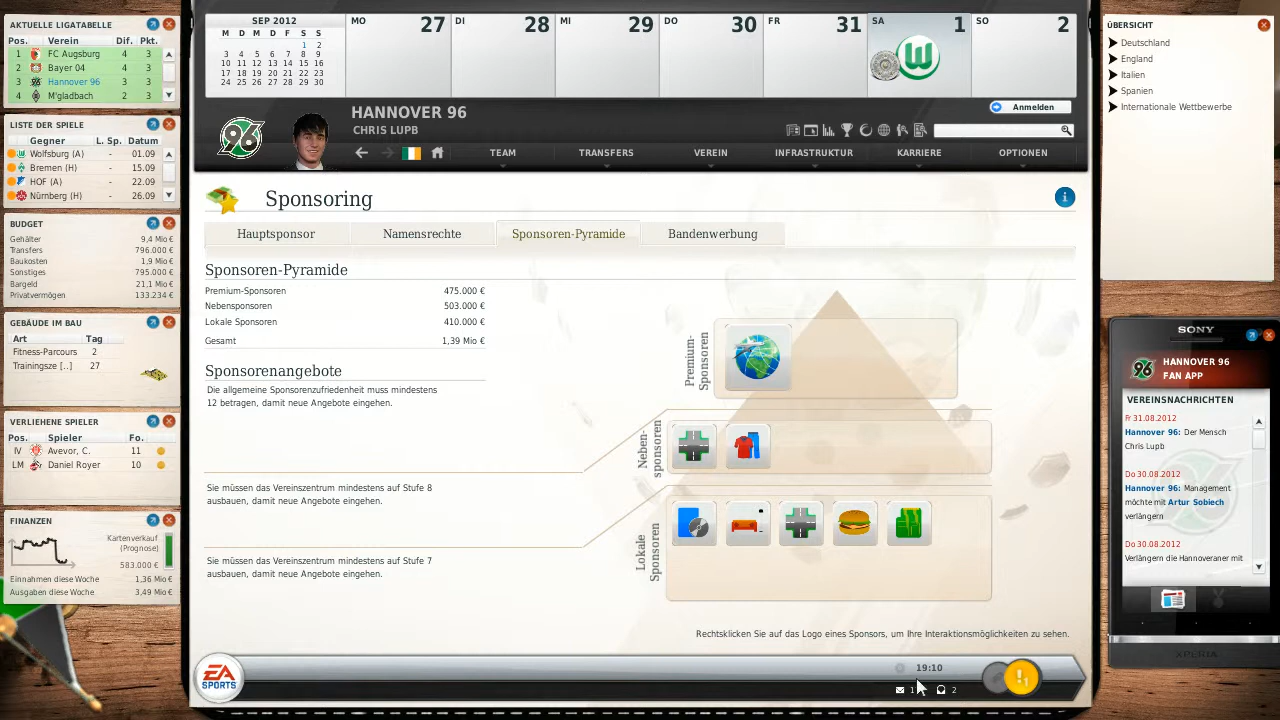 AKTUELLE LIGATABELLE
Pos. Verein Dif. Pkt.
1 FC Augsburg 4 3
2 Bayer 04 4 3
3 Hannover 96 3 3
4 M'gladbach 2 3
LISTE DER SPIELE
Gegner L. Sp. Datum
Wolfsburg (A) - 01.09
Bremen (H) - 15.09
HOF (A) - 22.09
Nürnberg (H) - 26.09
BUDGET
Gehälter 9,4 Mio €
Transfers 796.000 €
Baukosten 1,9 Mio €
Sonstiges 795.000 €
Bargeld 21,1 Mio €
Privatvermögen 133.234 €
GEBÄUDE IM BAU
Art Tag
Fitness-Parcours 2
Trainingsze [..] 27
VERLIEHENE SPIELER
Pos. Spieler Fo.
IV Avevor, C. 11
LM Daniel Royer 10
FINANZEN
Kartenverkauf
(Prognose)
583.000 €
Einnahmen diese Woche 1,36 Mio €
Ausgaben diese Woche 3,49 Mio €
SEP 2012
M D M D F S S
1 2
3 4 5 6 7 8 9
10 11 12 13 14 15 16
17 18 19 20 21 22 23
24 25 26 27 28 29 30
MO 27 DI 28 MI 29 DO 30 FR 31 SA 1 SO 2
W
96
HANNOVER 96
CHRIS LUPB
Anmelden
TEAM TRANSFERS VEREIN INFRASTRUKTUR KARRIERE OPTIONEN
Sponsoring
i
Hauptsponsor Namensrechte Sponsoren-Pyramide Bandenwerbung
Sponsoren-Pyramide
Premium-Sponsoren 475.000 €
Nebensponsoren 503.000 €
Lokale Sponsoren 410.000 €
Gesamt 1,39 Mio €
Sponsorenangebote
Die allgemeine Sponsorenzufriedenheit muss mindestens
12 betragen, damit neue Angebote eingehen.
Sie müssen das Vereinszentrum mindestens auf Stufe 8
ausbauen, damit neue Angebote eingehen.
Sie müssen das Vereinszentrum mindestens auf Stufe 7
ausbauen, damit neue Angebote eingehen.
Premium-
Sponsoren
Neben-
sponsoren
Lokale
Sponsoren
Rechtsklicken Sie auf das Logo eines Sponsors, um Ihre Interaktionsmöglichkeiten zu sehen.
EA
SPORTS
19:10
1 2
!1
ÜBERSICHT
Deutschland
England
Italien
Spanien
Internationale Wettbewerbe
SONY
96
HANNOVER 96
FAN APP
VEREINSNACHRICHTEN
Fr 31.08.2012
Hannover 96: Der Mensch
Chris Lupb
Do 30.08.2012
Hannover 96: Management
möchte mit Artur Sobiech
verlängern
Do 30.08.2012
Verlängern die Hannoveraner mit
XPERIA